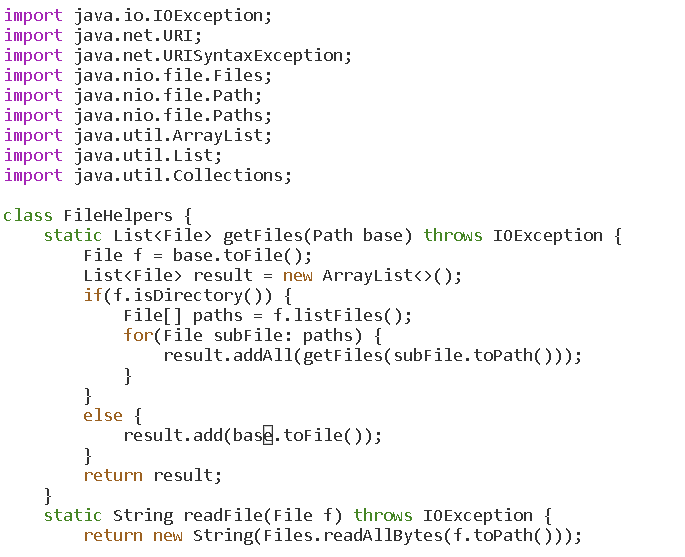 import java.io.IOException;
import java.net.URI;
import java.net.URISyntaxException;
import java.nio.file.Files;
import java.nio.file.Path;
import java.nio.file.Paths;
import java.util.ArrayList;
import java.util.List;
import java.util.Collections;

class FileHelpers {
    static List<File> getFiles(Path base) throws IOException {
        File f = base.toFile();
        List<File> result = new ArrayList<>();
        if(f.isDirectory()) {
            File[] paths = f.listFiles();
            for(File subFile: paths) {
                result.addAll(getFiles(subFile.toPath()));
            }
        }
        else {
            result.add(base.toFile());
        }
        return result;
    }
    static String readFile(File f) throws IOException {
        return new String(Files.readAllBytes(f.toPath()));